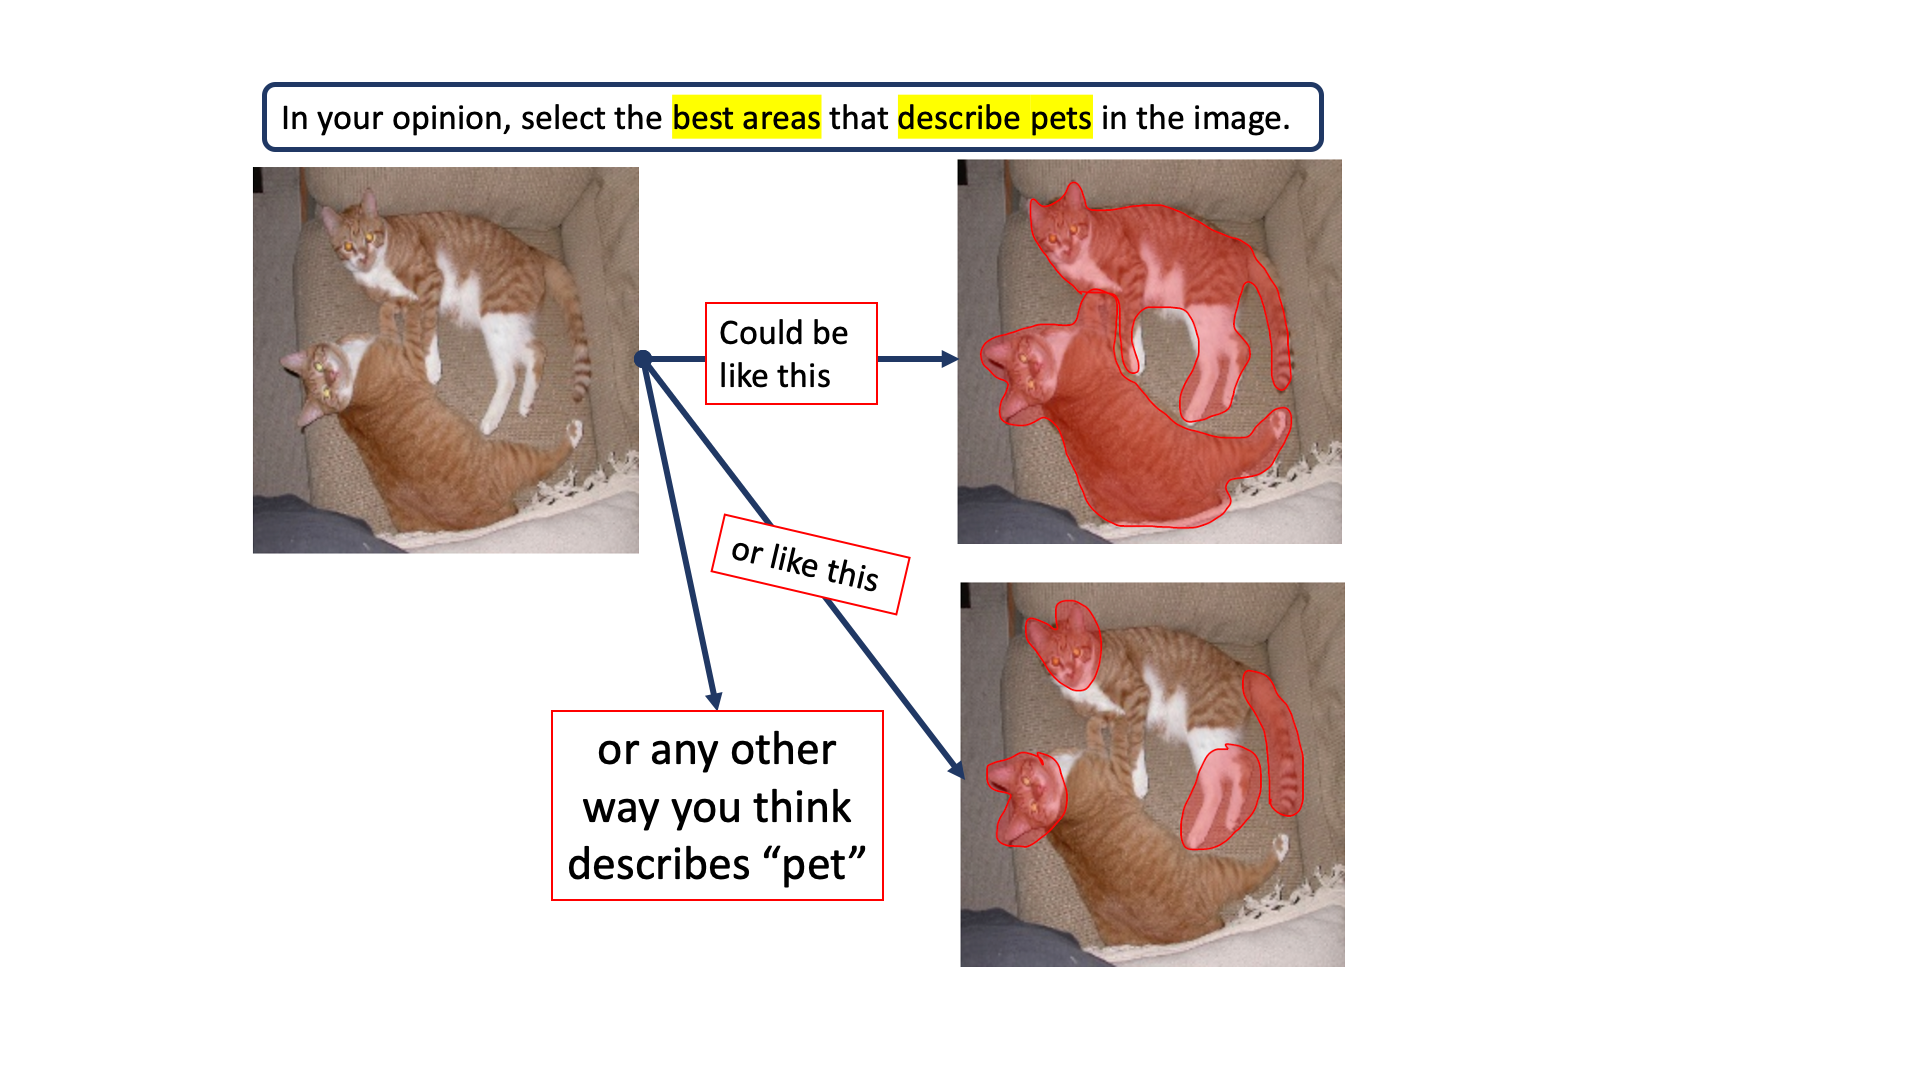 In your opinion, select the best areas that describe pets in the image.
Could be
like this
or like this
or any other
way you think
describes “pet”